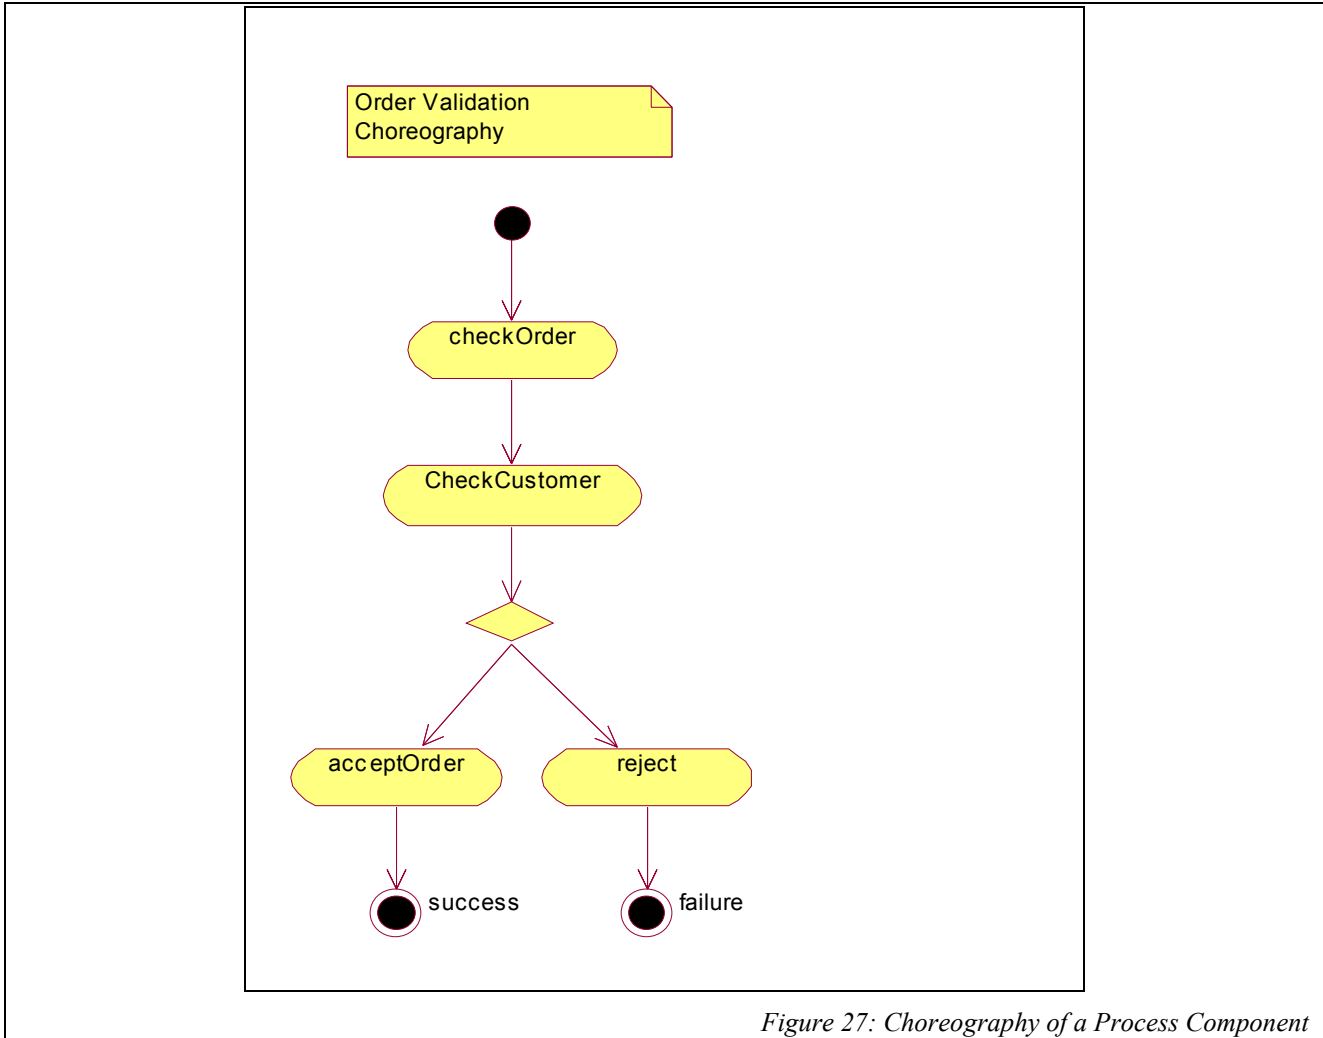 Order Validation
Choreography
checkOrder
CheckCustomer
acceptOrder
reject
success
failure
Figure 27: Choreography of a Process Component